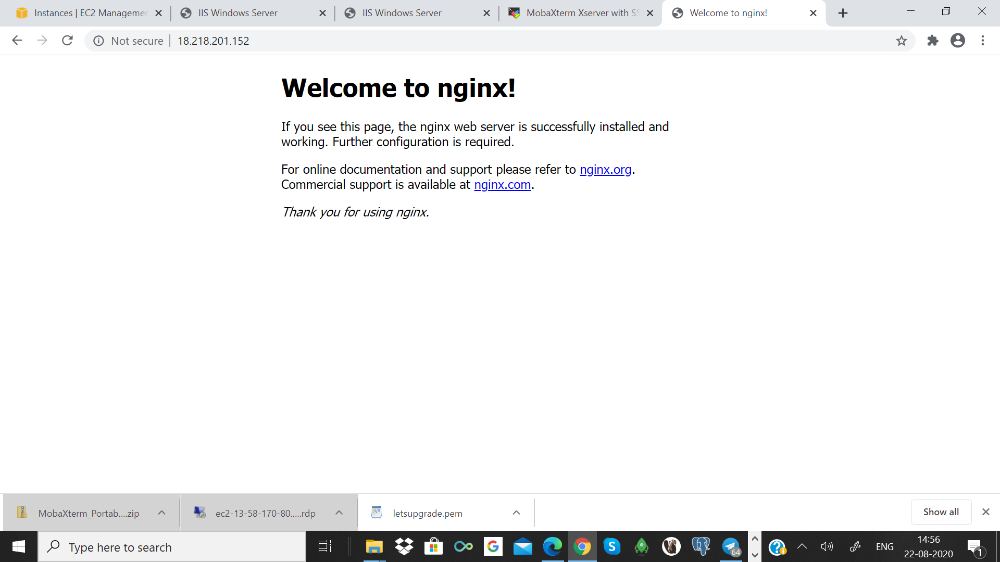 Instances | EC2 Managemen
IIS Windows Server
IIS Windows Server
MobaXterm Xserver with SS
Welcome to nginx!
Not secure
18.218.201.152
Welcome to nginx!
If you see this page, the nginx web server is successfully installed and
working. Further configuration is required.
For online documentation and support please refer to nginx.org.
Commercial support is available at nginx.com.
Thank you for using nginx.
MobaXterm_Portab....zip
ec2-13-58-170-80.....rdp
letsupgrade.pem
Show all
Type here to search
64
ENG
14:56
22-08-2020
1